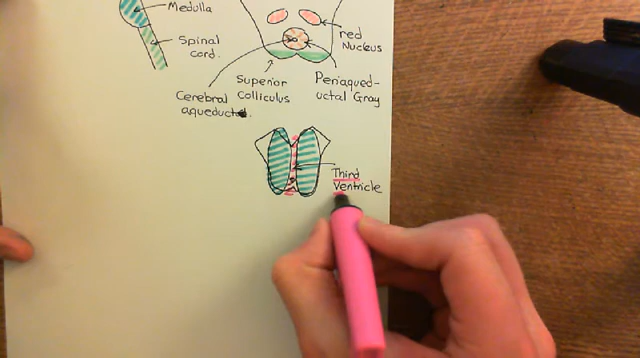 Medulla
Spinal
cord.
red
Nucleus
Superior
Colliculus
Periaqued-
uctal Gray
Cerebral
aqueduct
Third
Ventricle